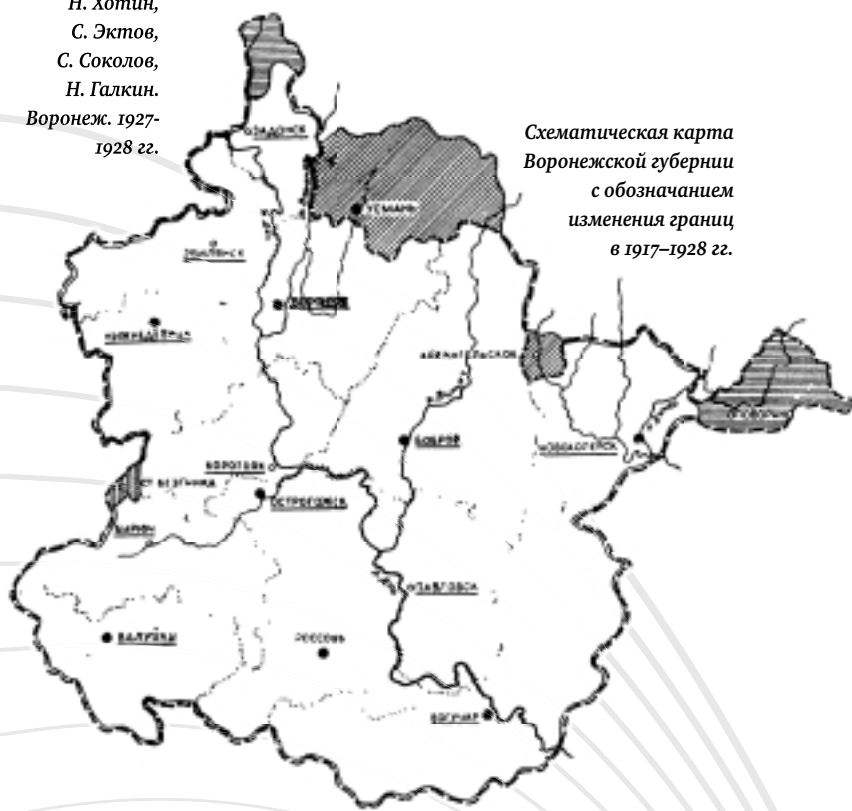 Н. Хотин,
С. Эктов,
С. Соколов,
Н. Галкин.
Воронеж. 1927-
1928 гг.
Схематическая карта
Воронежской губернии
с обозначанием
изменения границ
в 1917–1928 гг.
ЗАДОНСК
УСМАНЬ
ВОРОНЕЖ
НИЖНЕДЕВИЦК
БОБРОВ
НОВОХОПЕРСК
КОРОТОЯК
ОСТРОГОЖСК
ПАВЛОВСК
ВАЛУЙКИ
РОССОШЬ
БОГУЧАР